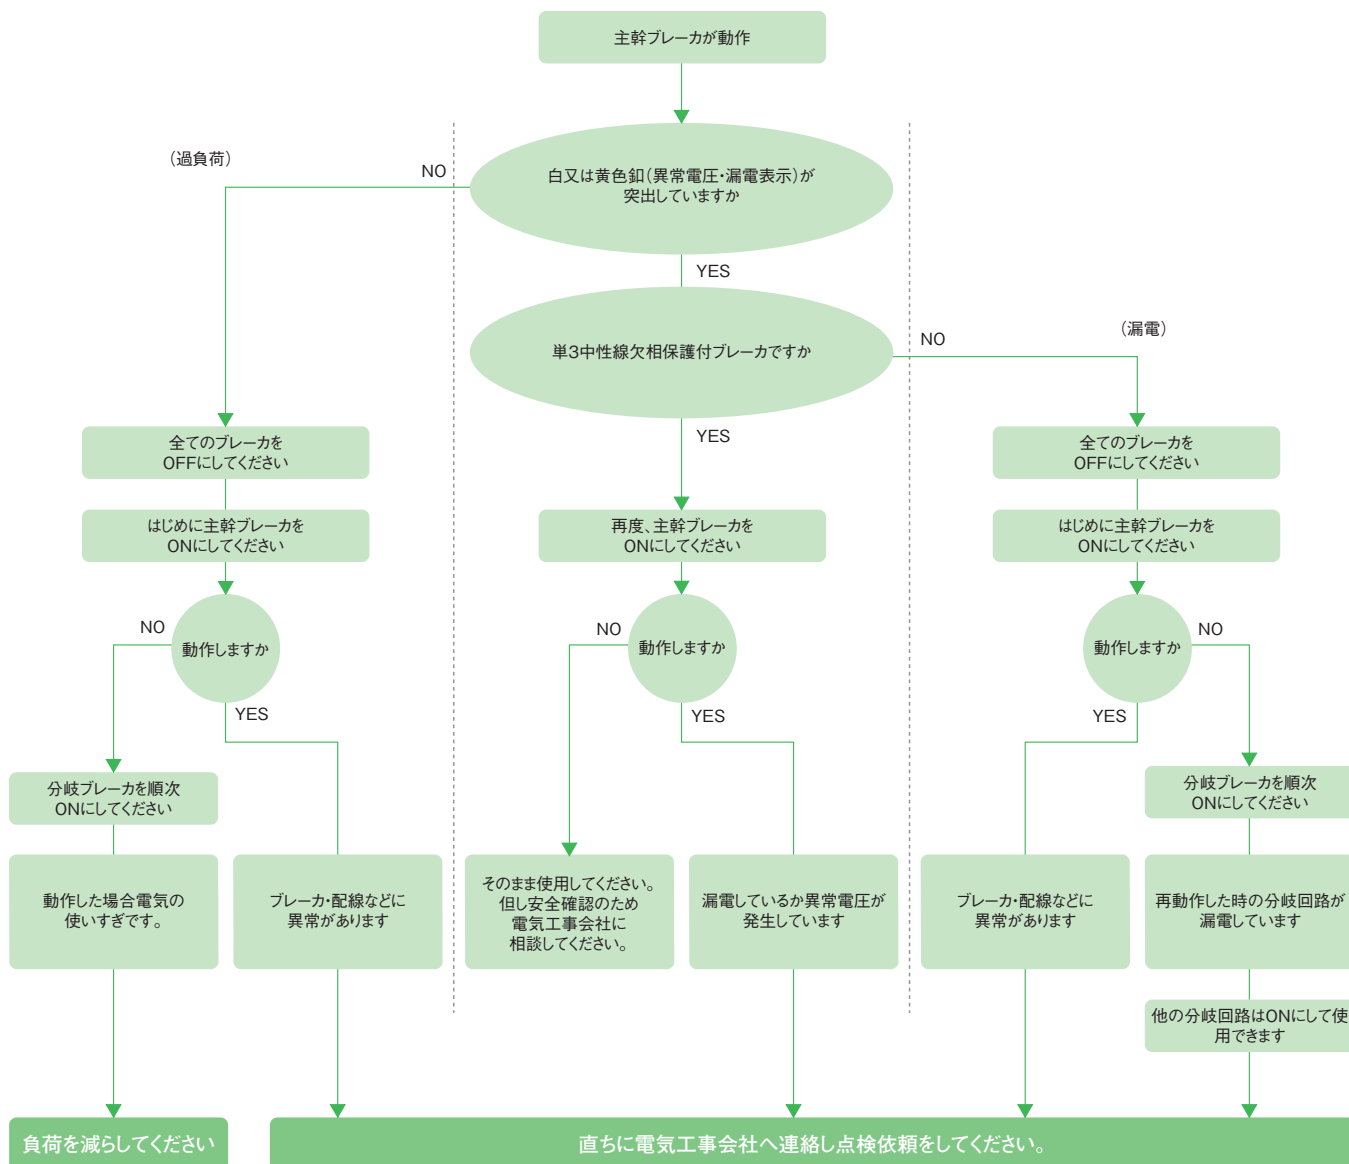 主幹ブレーカが動作
(過負荷)
NO
白又は黄色釦(異常電圧・漏電表示)が
突出していますか
YES
単3中性線欠相保護付ブレーカですか
NO
(漏電)
YES
全てのブレーカを
OFFにしてください
全てのブレーカを
OFFにしてください
はじめに主幹ブレーカを
ONにしてください
再度、主幹ブレーカを
ONにしてください
はじめに主幹ブレーカを
ONにしてください
NO
動作しますか
YES
NO
動作しますか
YES
動作しますか
NO
YES
分岐ブレーカを順次
ONにしてください
分岐ブレーカを順次
ONにしてください
動作した場合電気の
使いすぎです。
ブレーカ・配線などに
異常があります
そのまま使用してください。
但し安全確認のため
電気工事会社に
相談してください。
漏電しているか異常電圧が
発生しています
ブレーカ・配線などに
異常があります
再動作した時の分岐回路が
漏電しています
他の分岐回路はONにして使
用できます
負荷を減らしてください
直ちに電気工事会社へ連絡し点検依頼をしてください。